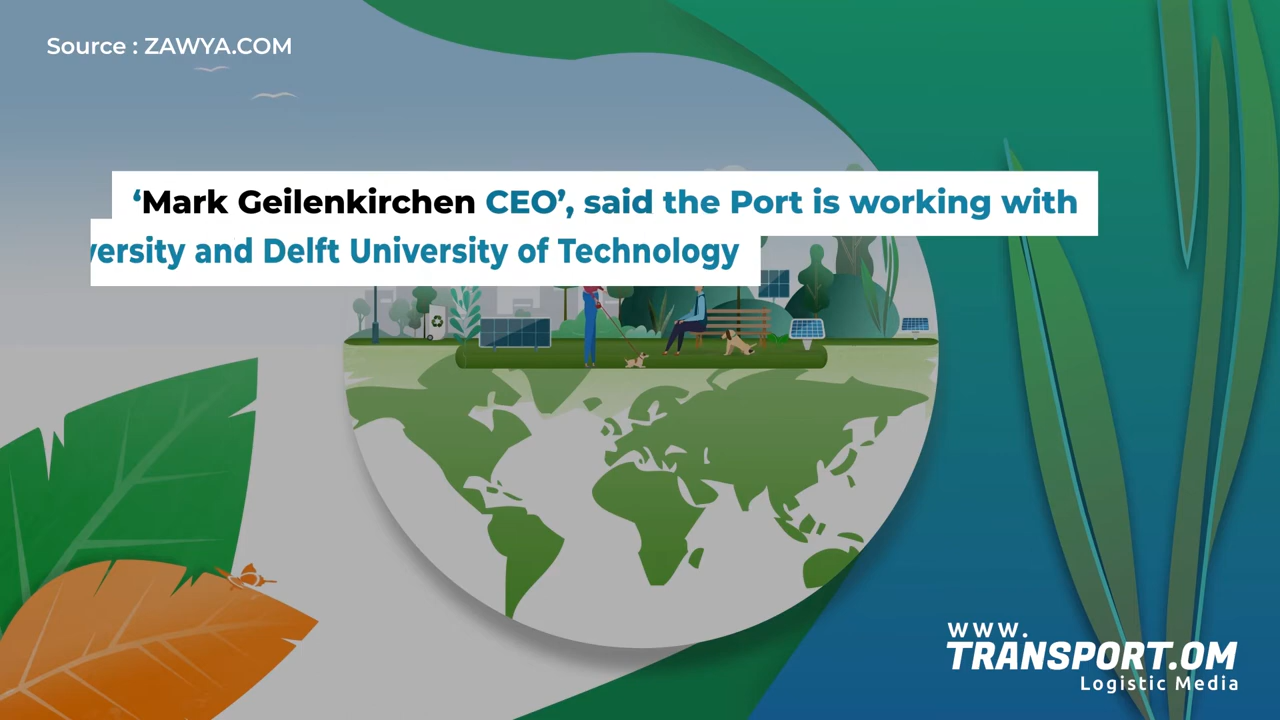 Source : ZAWYA.COM
‘Mark Geilenkirchen CEO’, said the Port is working with
versity and Delft University of Technology
www.
TRANSPORT.OM
Logistic Media